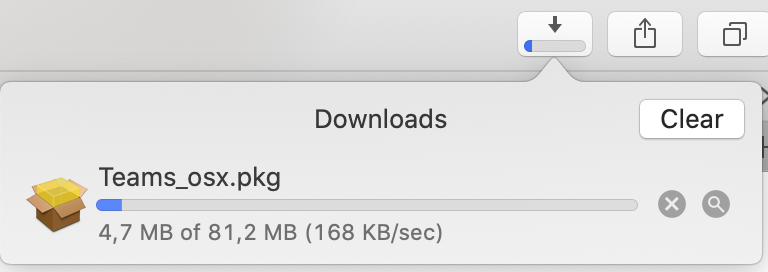 Downloads
Clear
Teams_osx.pkg
4,7 MB of 81,2 MB (168 KB/sec)